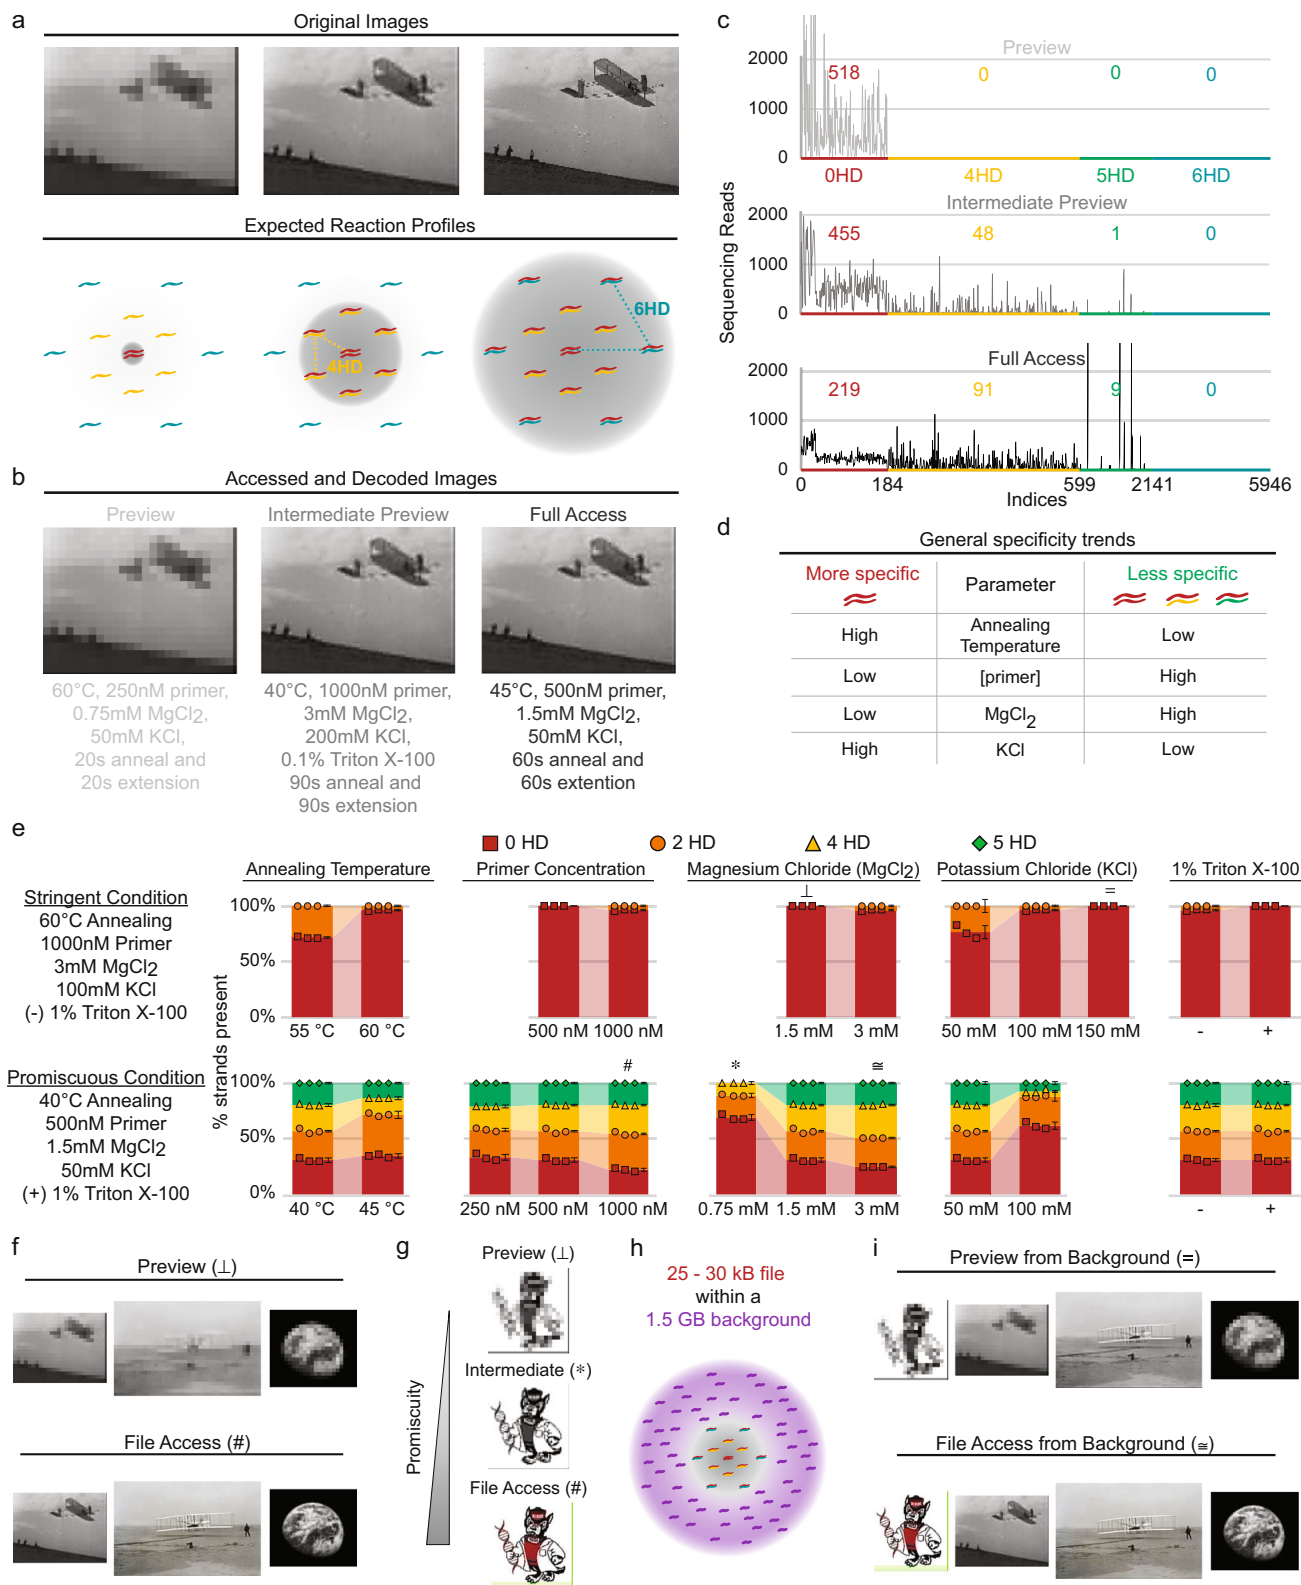 a
Original Images
Expected Reaction Profiles
4HD
6HD
b
Accessed and Decoded Images
Preview
Intermediate Preview
Full Access
60°C, 250nM primer,
0.75mM MgCl2,
50mM KCl,
20s anneal and
20s extension
40°C, 1000nM primer,
3mM MgCl2,
200mM KCl,
0.1% Triton X-100
90s anneal and
90s extension
45°C, 500nM primer,
1.5mM MgCl2,
50mM KCl,
60s anneal and
60s extention
c
Sequencing Reads
Preview
2000
1000
0
518
0
0
0
0HD
4HD
5HD
6HD
Intermediate Preview
2000
1000
0
455
48
1
0
Full Access
2000
1000
0
219
91
9
0
0
184
599
2141
5946
Indices
d
General specificity trends
More specific
Parameter
Less specific
High
Annealing
Temperature
Low
Low
[primer]
High
Low
MgCl2
High
High
KCl
Low
e
0 HD
2 HD
4 HD
5 HD
Annealing Temperature
Primer Concentration
Magnesium Chloride (MgCl2)
Potassium Chloride (KCl)
1% Triton X-100
Stringent Condition
60°C Annealing
1000nM Primer
3mM MgCl2
100mM KCl
(-) 1% Triton X-100
% strands present
100%
50%
0%
55 °C
60 °C
500 nM
1000 nM
⊥
1.5 mM
3 mM
=
50 mM
100 mM
150 mM
-
+
Promiscuous Condition
40°C Annealing
500nM Primer
1.5mM MgCl2
50mM KCl
(+) 1% Triton X-100
100%
50%
0%
40 °C
45 °C
#
250 nM
500 nM
1000 nM
*
≅
0.75 mM
1.5 mM
3 mM
50 mM
100 mM
-
+
f
Preview (⊥)
File Access (#)
g
Promiscuity
Preview (⊥)
Intermediate (*)
File Access (#)
h
25 - 30 kB file
within a
1.5 GB background
i
Preview from Background (=)
File Access from Background (≅)